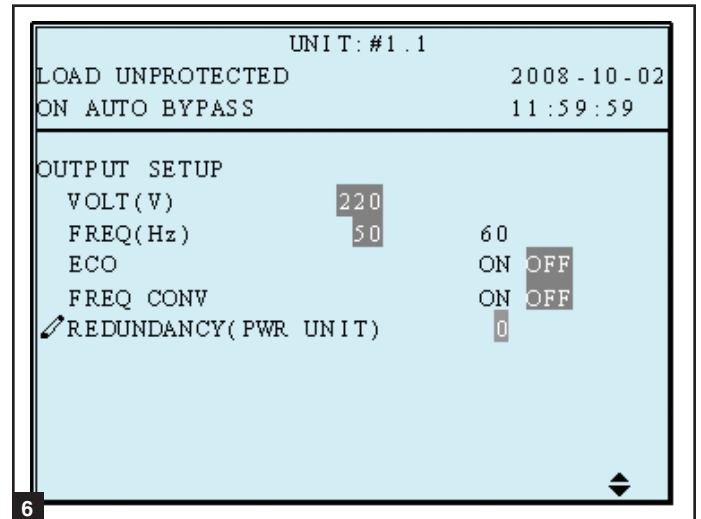 UNIT:#1.1
LOAD UNPROTECTED 2008-10-02
ON AUTO BYPASS 11:59:59
OUTPUT SETUP
VOLT(V) 220
FREQ(Hz) 50 60
ECO ON OFF
FREQ CONV ON OFF
REDUNDANCY(PWR UNIT) 0
6